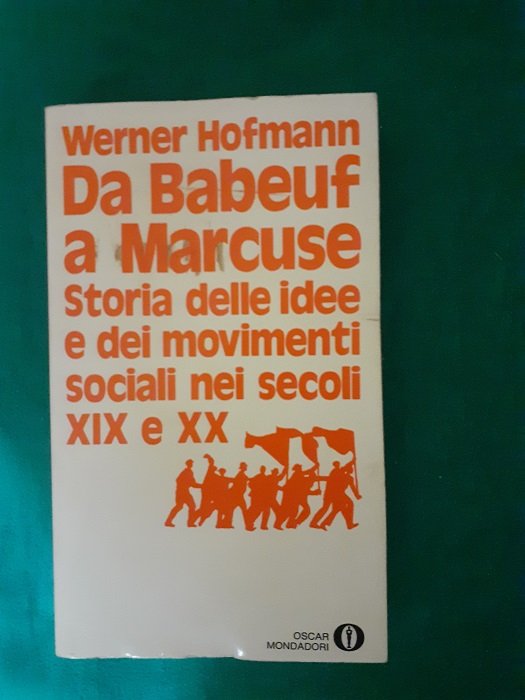 Werner Hofmann
Da Babeuf
a Marcuse
Storia delle idee
e dei movimenti
sociali nei secoli
XIX e XX
OSCAR
MONDADORI